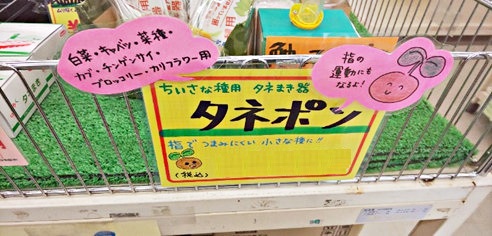 白菜・キャベツ・菜種・
カブ・チンゲンサイ・
ブロッコリー・カリフラワー用
指の
運動にも
なるよ!
ちいさな種用 タネまき器
タネポン
指でつまみにくい 小さな種に!!
(税込)